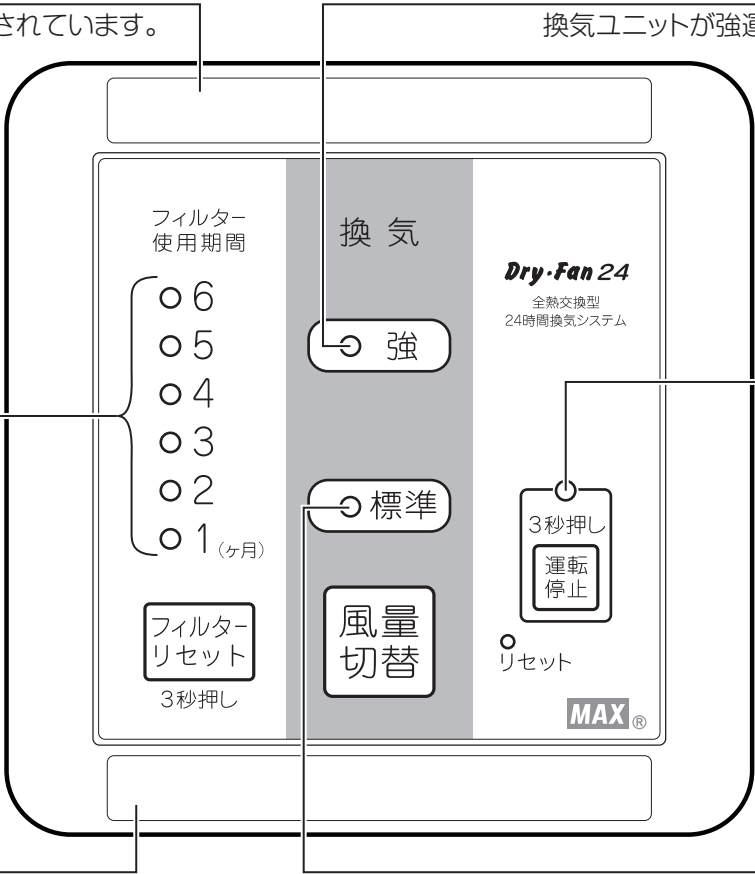 されています。
換気ユニットが強
フィルター
使用期間
6
5
4
3
2
1(ヶ月)
フィルター
リセット
3秒押し
換気
強
標準
風量
切替
Dry・Fan 24
全熱交換型
24時間換気システム
3秒押し
運転
停止
リセット
MAX®